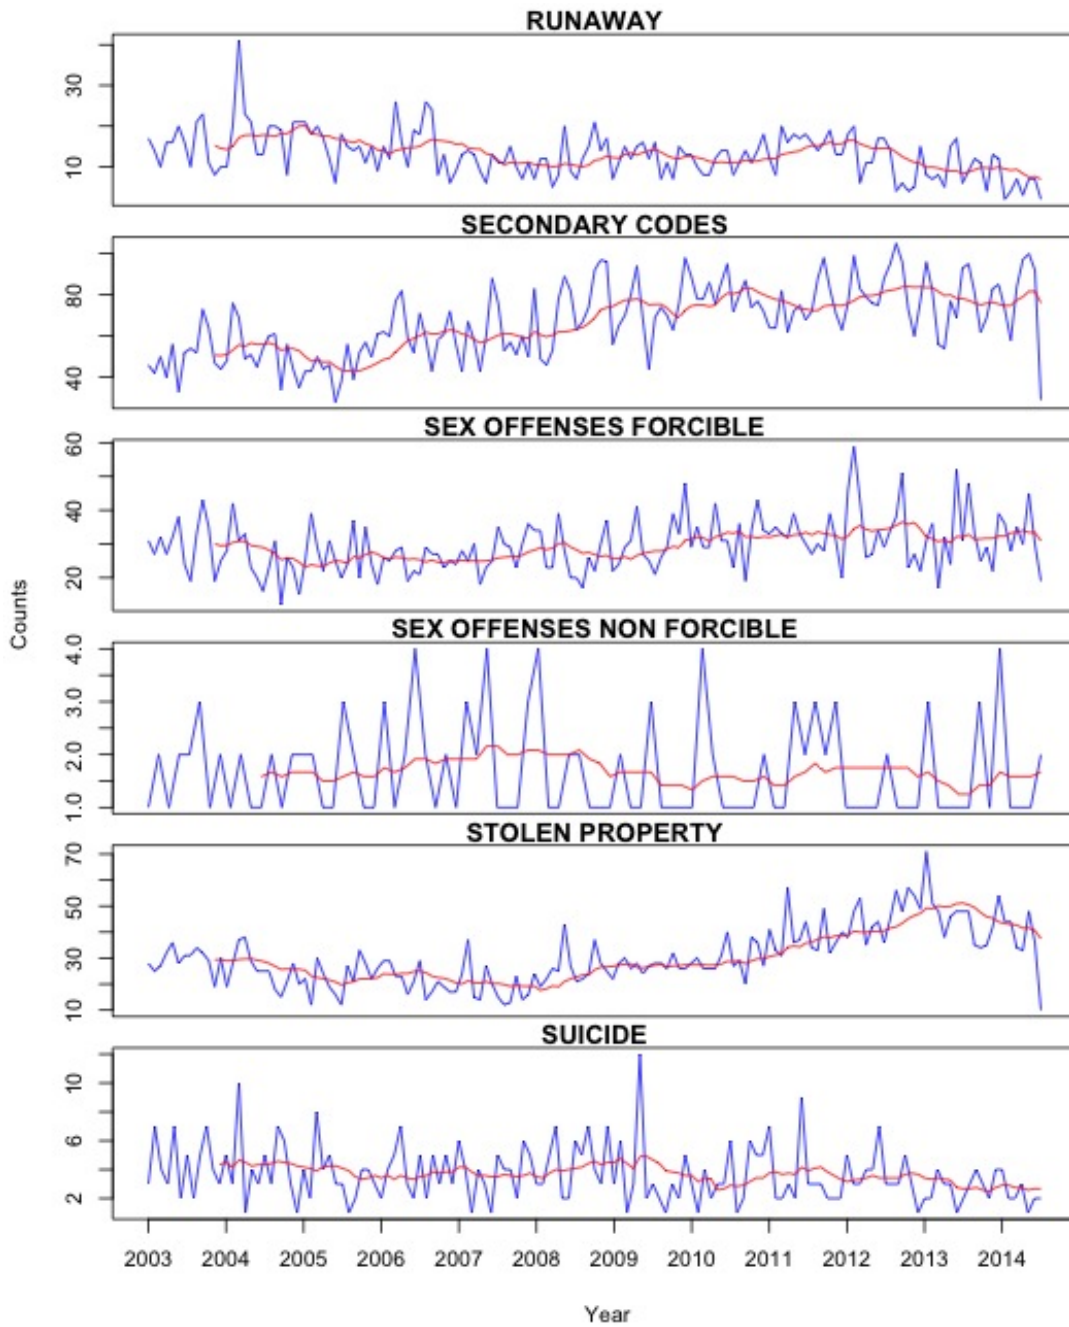 RUNAWAY
30
10
SECONDARY CODES
80
40
SEX OFFENSES FORCIBLE
60
40
20
Counts
SEX OFFENSES NON FORCIBLE
4.0
3.0
2.0
1.0
STOLEN PROPERTY
70
50
30
10
SUICIDE
10
6
2
2003 2004 2005 2006 2007 2008 2009 2010 2011 2012 2013 2014
Year